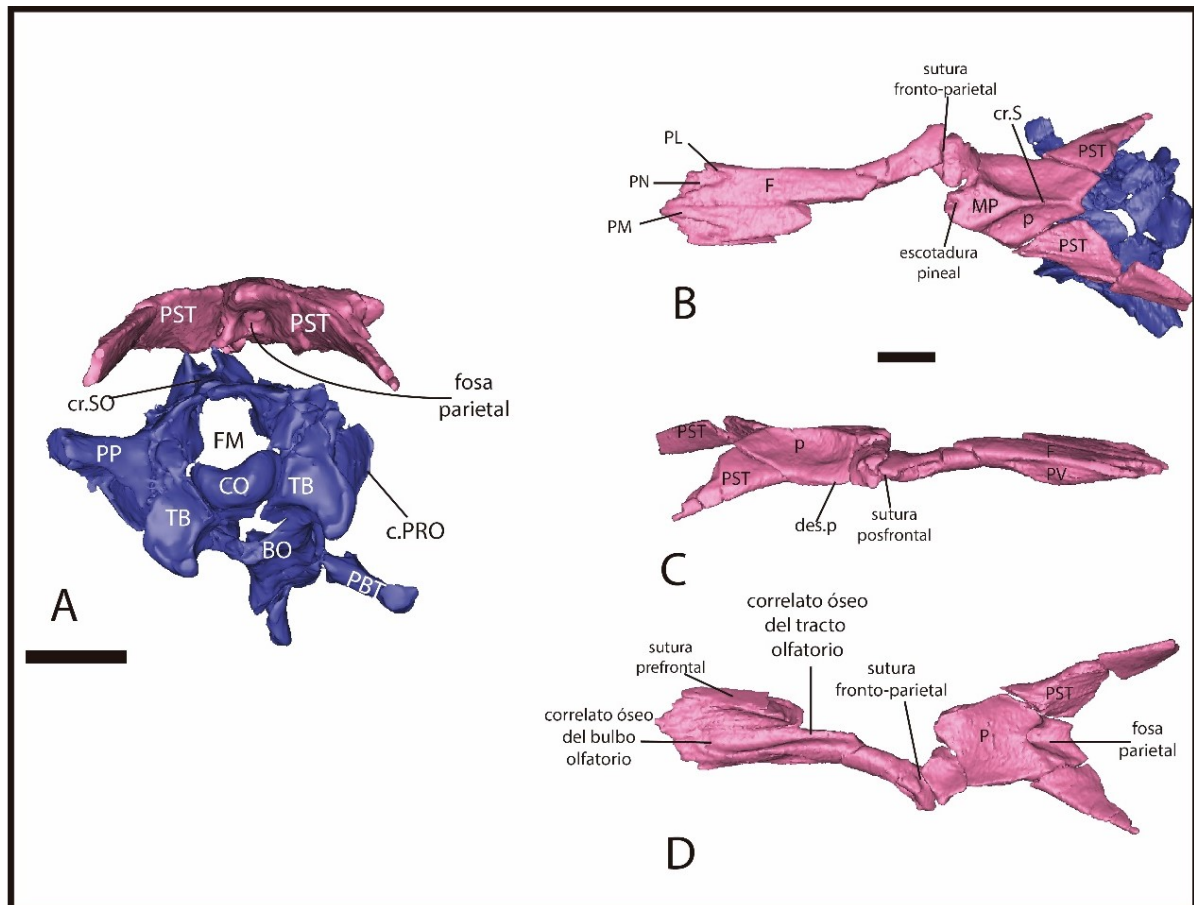 PST
PST
cr.SO
fosa
parietal
PP
FM
CO
TB
TB
c.PRO
BO
PBT
A
sutura
fronto-parietal
cr.S
PL
PST
PN
F
MP
p
PM
PST
escotadura
pineal
B
PST
p
F
PST
PV
des.p
sutura
posfrontal
C
correlato óseo
del tracto
olfatorio
sutura
prefrontal
sutura
fronto-parietal
correlato óseo
del bulbo
olfatorio
PST
P
fosa
parietal
D